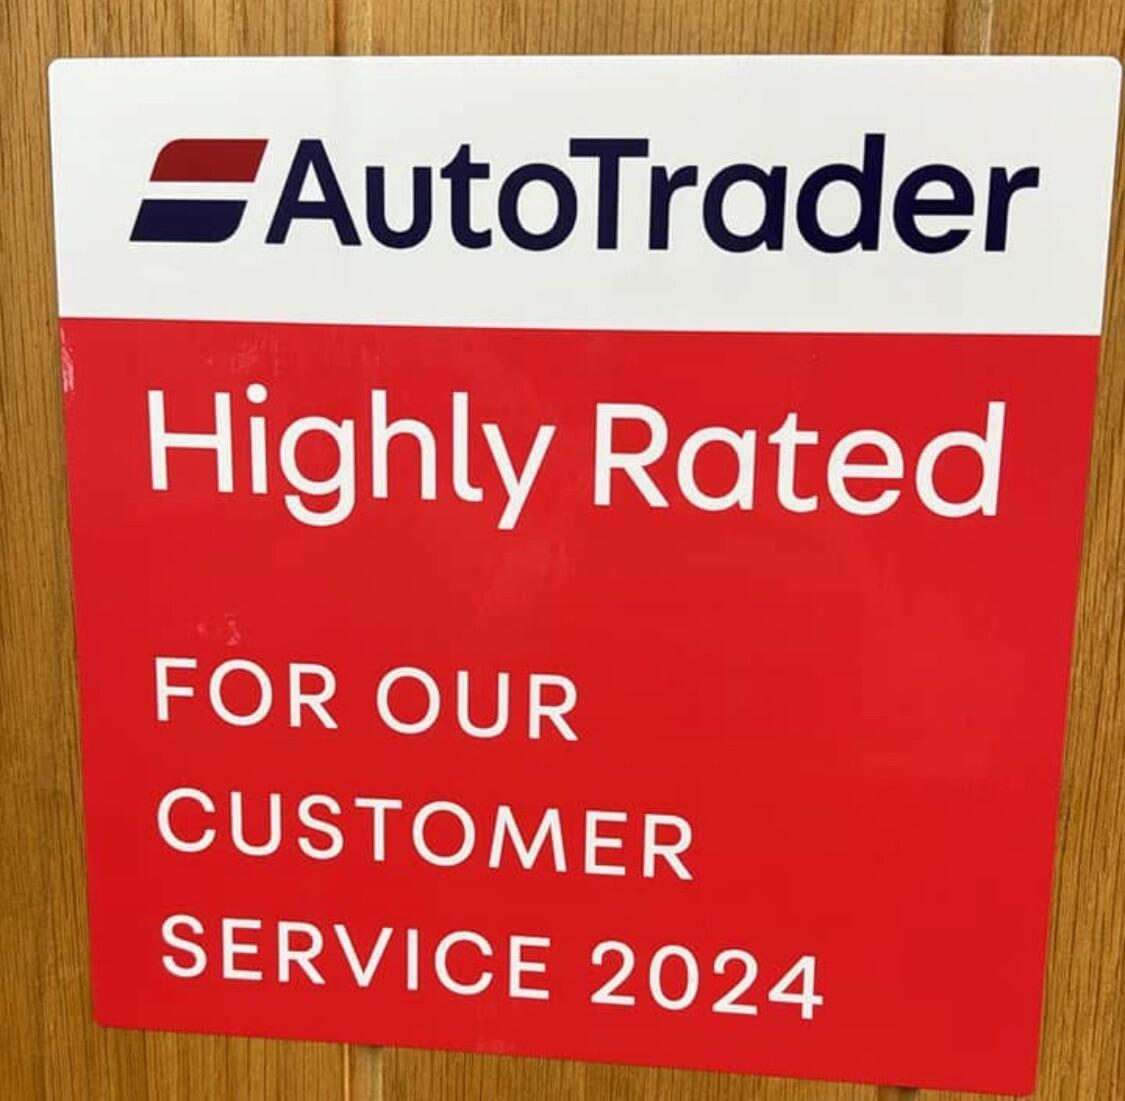 AutoTrader
Highly Rated
FOR OUR
CUSTOMER
SERVICE 2024